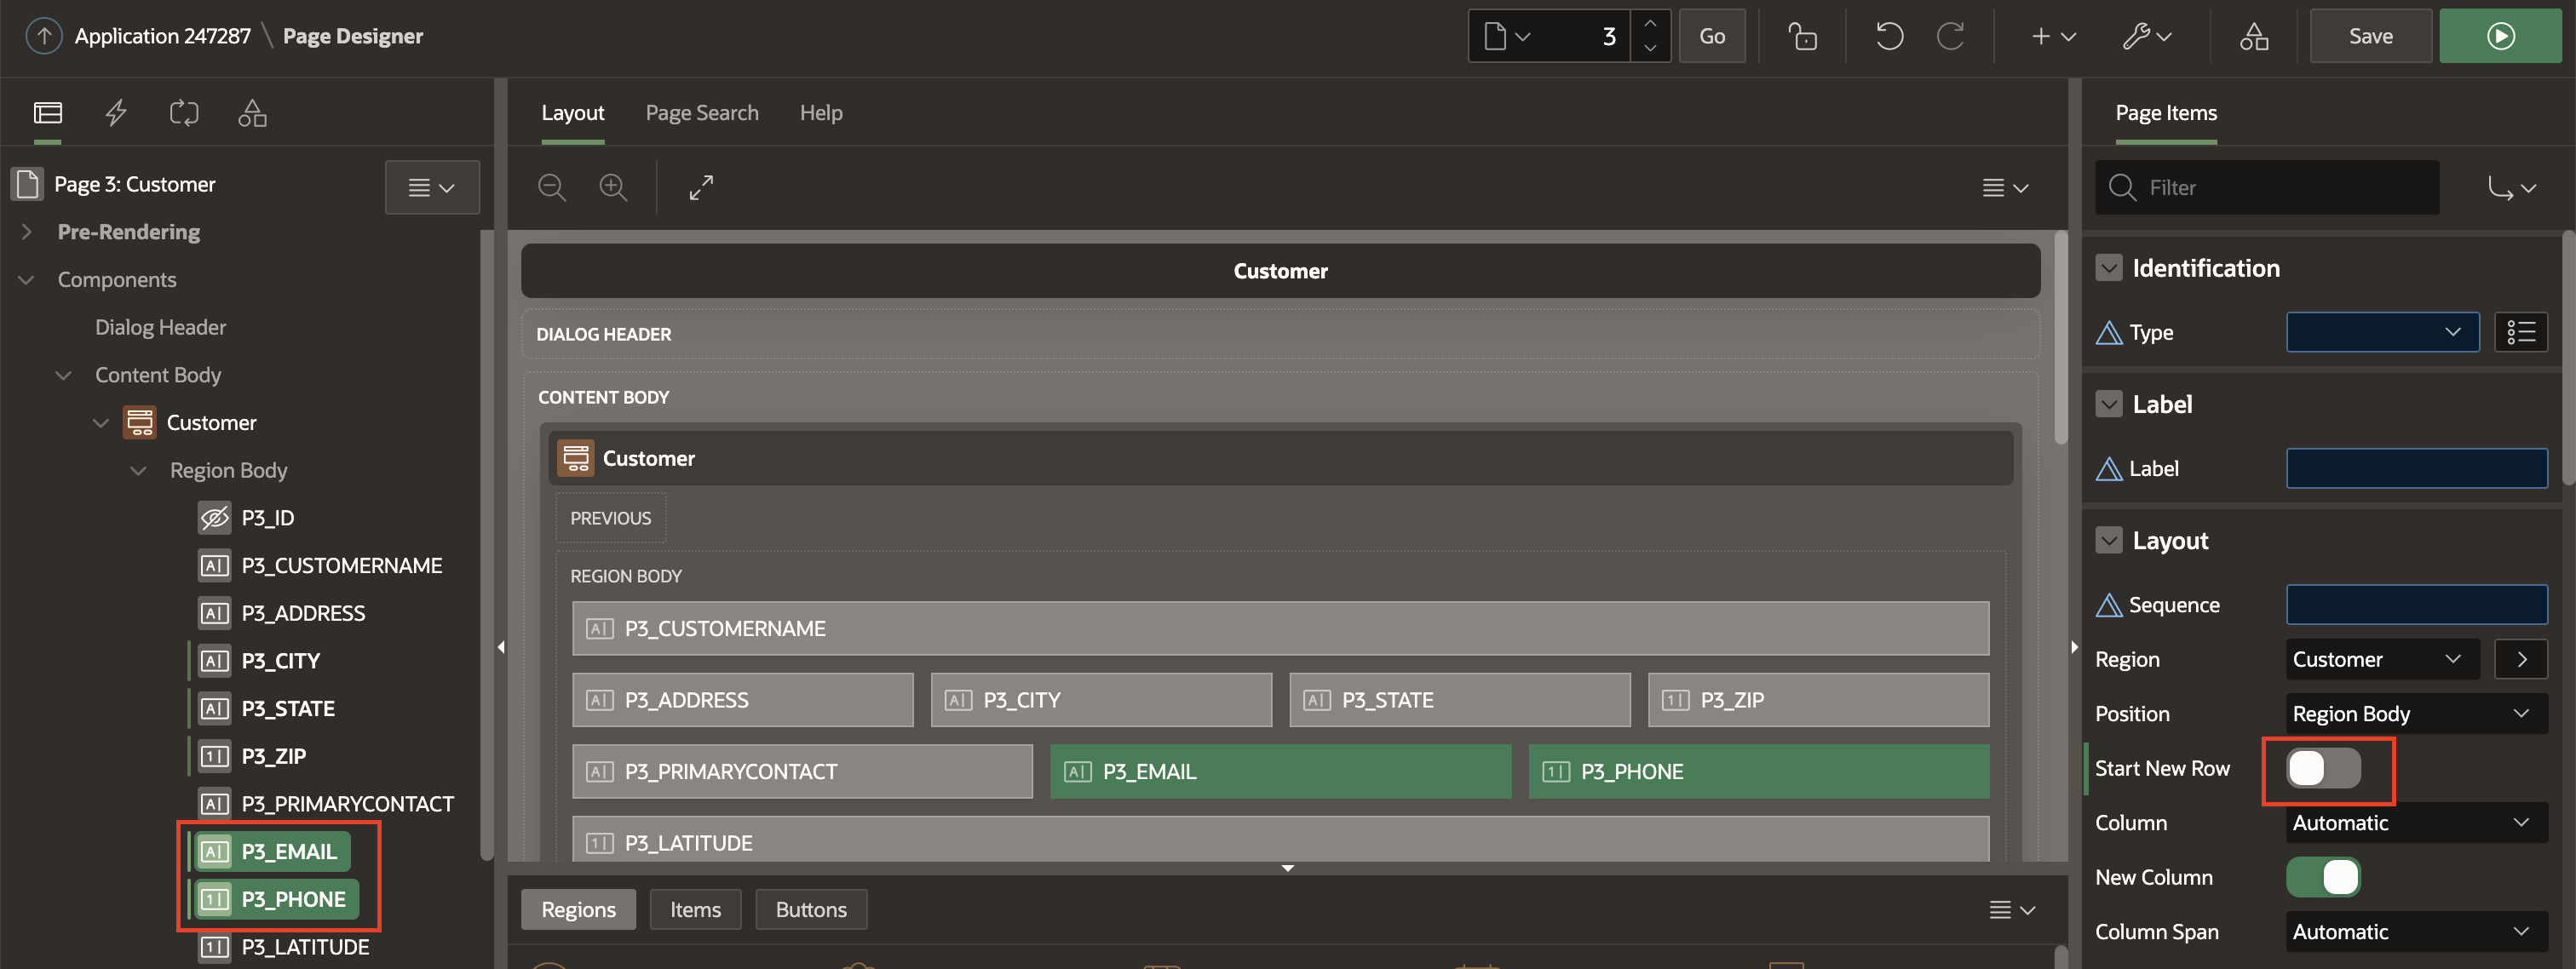 Application 247287 \ Page Designer
3
Go
Save
Page 3: Customer
Pre-Rendering
Components
Dialog Header
Content Body
Customer
Region Body
P3_ID
P3_CUSTOMERNAME
P3_ADDRESS
P3_CITY
P3_STATE
P3_ZIP
P3_PRIMARYCONTACT
P3_EMAIL
P3_PHONE
P3_LATITUDE
Layout Page Search Help
Customer
DIALOG HEADER
CONTENT BODY
Customer
PREVIOUS
REGION BODY
P3_CUSTOMERNAME
P3_ADDRESS P3_CITY P3_STATE P3_ZIP
P3_PRIMARYCONTACT P3_EMAIL P3_PHONE
P3_LATITUDE
Regions Items Buttons
Page Items
Filter
Identification
Type
Label
Label
Layout
Sequence
Region Customer
Position Region Body
Start New Row
Column Automatic
New Column
Column Span Automatic